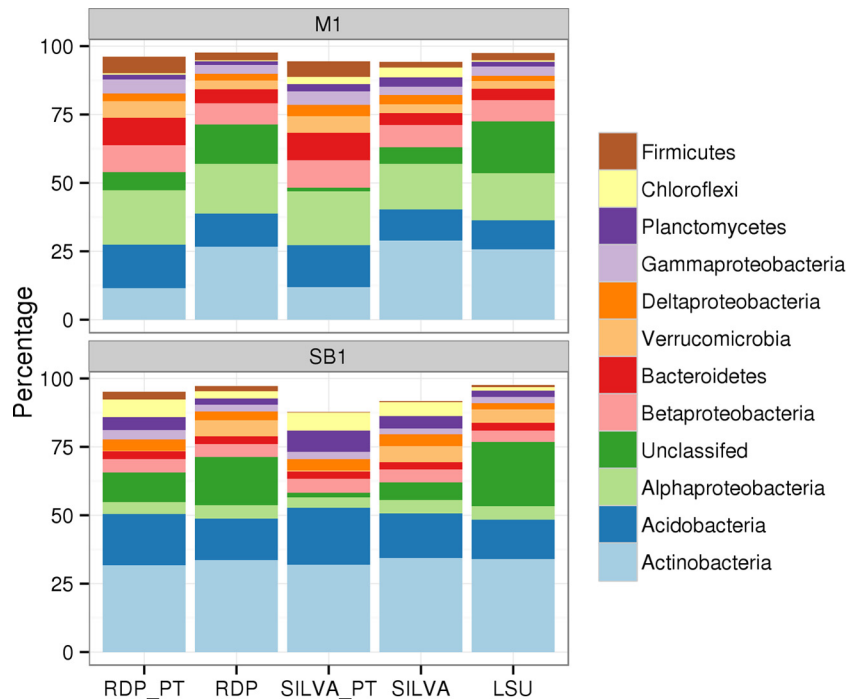 M1
100
75
50
25
0
SB1
100
75
50
25
0
Percentage
RDP_PT RDP SILVA_PT SILVA LSU
Firmicutes
Chloroflexi
Planctomycetes
Gammaproteobacteria
Deltaproteobacteria
Verrucomicrobia
Bacteroidetes
Betaproteobacteria
Unclassifed
Alphaproteobacteria
Acidobacteria
Actinobacteria